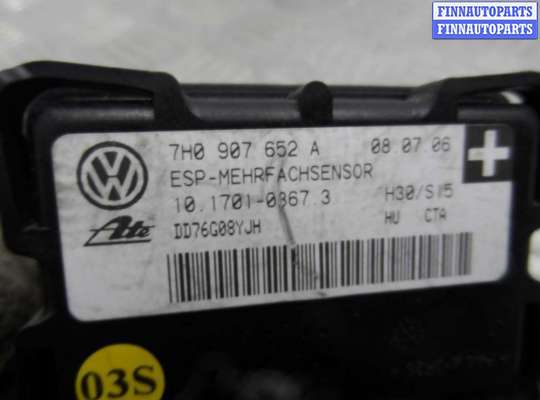 FINNAUTOPARTS
FINNAUTOPARTS
7H0 907 652 A 08 07.06
ESP-MEHRFACHSENSOR
10.1701-0367.3 H30/S15
Ate DD76G08YJH HU CTA
03S